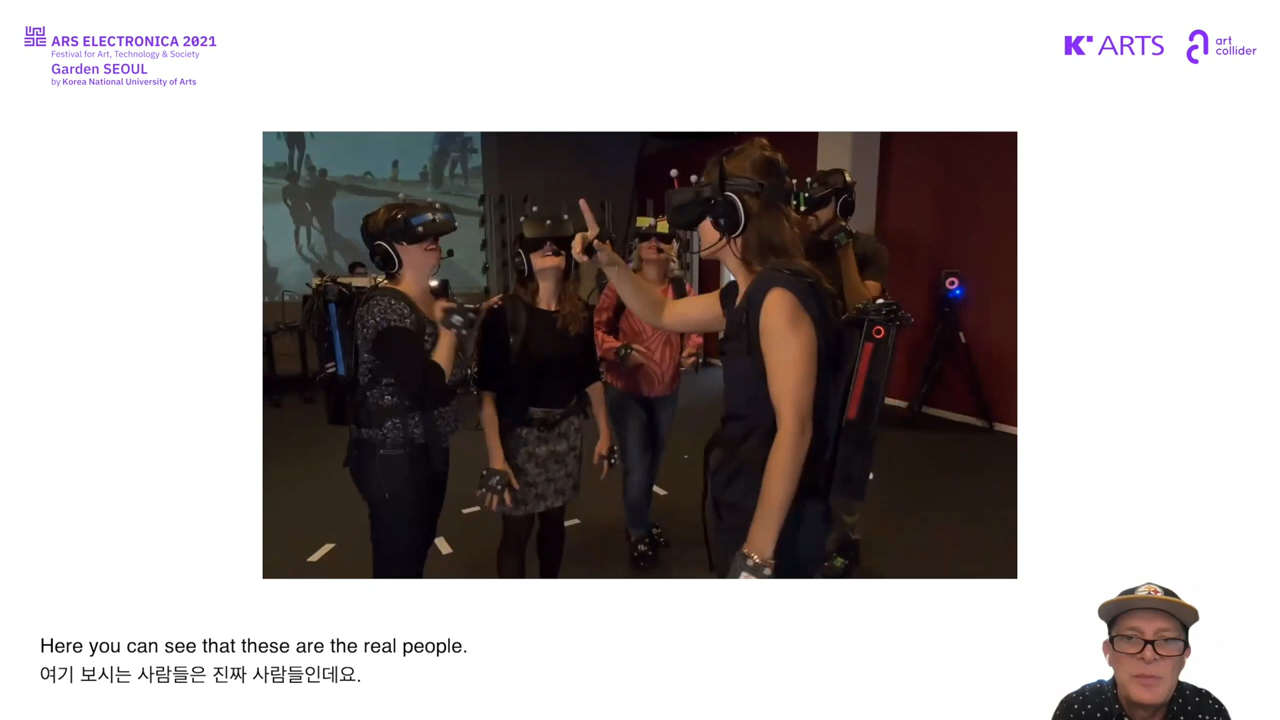 ARS ELECTRONICA 2021
Festival for Art, Technology & Society
Garden SEOUL
by Korea National University of Arts
K' ARTS
art
collider
Here you can see that these are the real people.
여기 보시는 사람들은 진짜 사람들인데요.